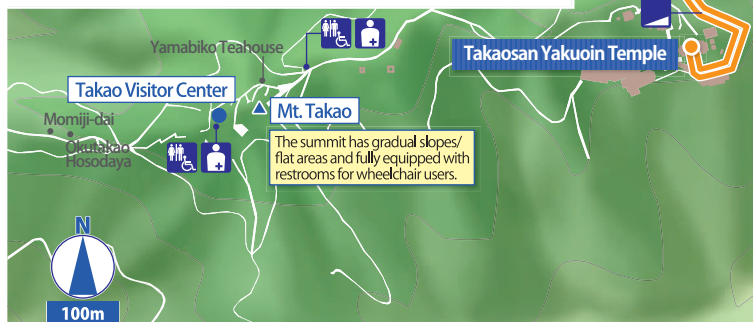 Yamabiko Teahouse
Takaosan Yakuoin Temple
Takao Visitor Center
Mt. Takao
Momiji-dai
Okutakao
Hosodaya
The summit has gradual slopes/
flat areas and fully equipped with
restrooms for wheelchair users.
N
100m